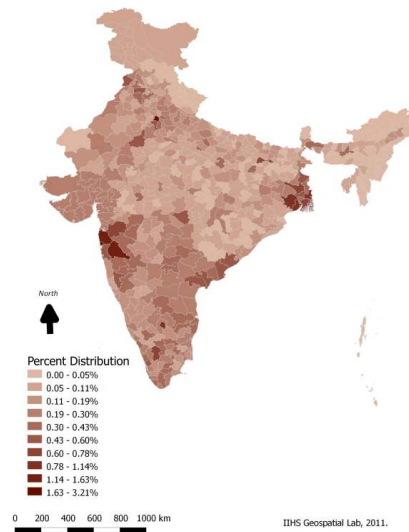 North
Percent Distribution
0.00 - 0.05%
0.05 - 0.11%
0.11 - 0.19%
0.19 - 0.30%
0.30 - 0.43%
0.43 - 0.60%
0.60 - 0.78%
0.78 - 1.14%
1.14 - 1.63%
1.63 - 3.21%
0 200 400 600 800 1000 km
IIHS Geospatial Lab, 2011.